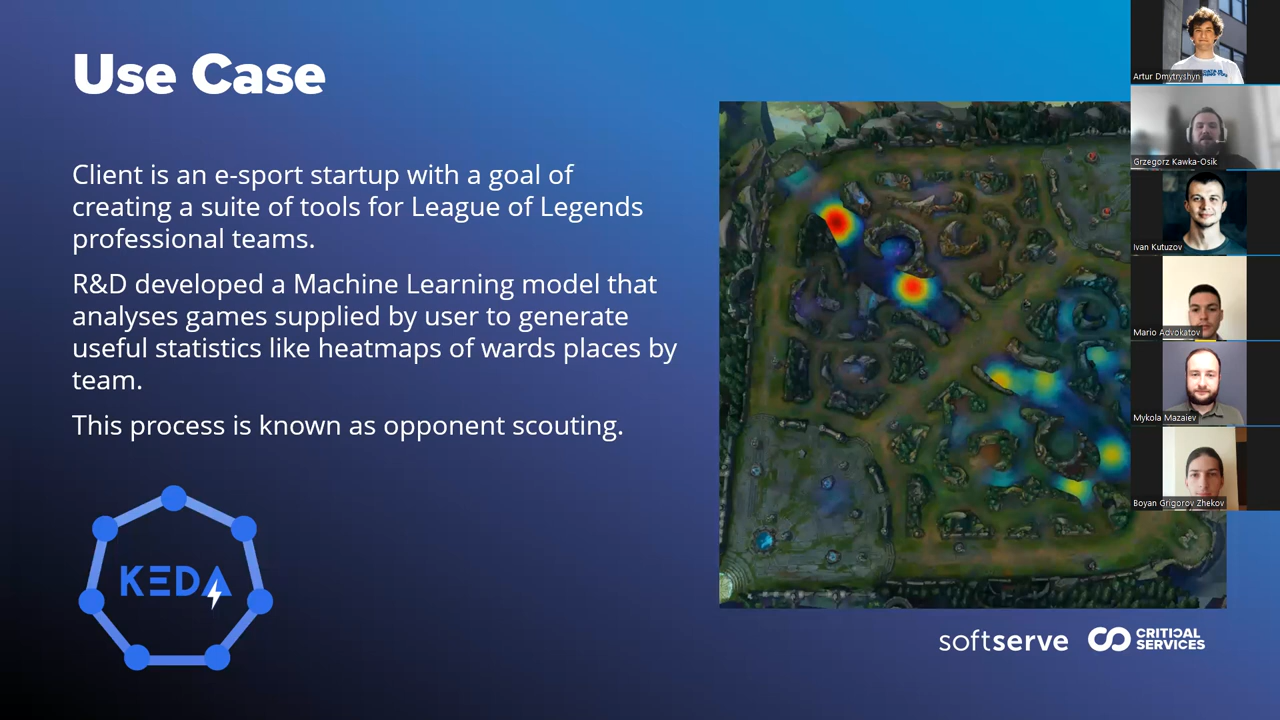 Use Case
Client is an e-sport startup with a goal of
creating a suite of tools for League of Legends
professional teams.
R&D developed a Machine Learning model that
analyses games supplied by user to generate
useful statistics like heatmaps of wards places by
team.
This process is known as opponent scouting.
KEDA
softserve
CRITICAL
SERVICES
Artur Dmytryshyn
Grzegorz Kawka-Osik
Ivan Kutuzov
Mario Advokatov
Mykola Mazaiev
Boyan Grigorov Zhekov